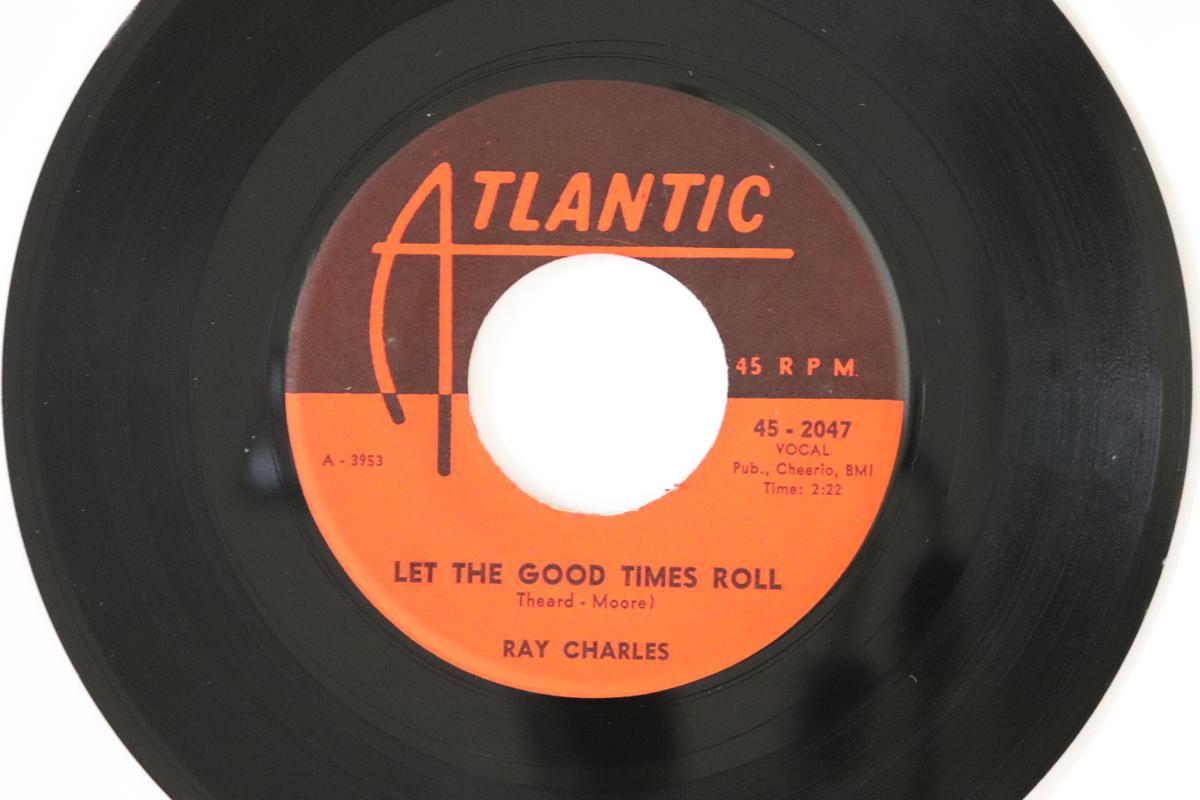 ATLANTIC
45 R P M.
45 - 2047
VOCAL
Pub., Cheerio, BMI
Time: 2:22
A - 3953
LET THE GOOD TIMES ROLL
Theard - Moore)
RAY CHARLES